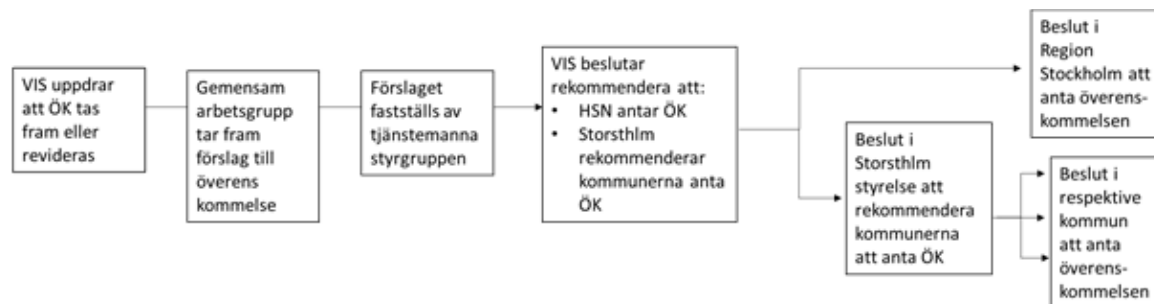 VIS uppdrar
att ÖK tas
fram eller
revideras
Gemensam
arbetsgrupp
tar fram
förslag till
överens
kommelse
Förslaget
fastställs av
tjänstemanna
styrgruppen
VIS beslutar
rekommendera att:
• HSN antar ÖK
• Storsthlm
rekommenderar
kommunerna anta
ÖK
Beslut i
Region
Stockholm att
anta överens-
kommelsen
Beslut i
Storsthlm
styrelse att
rekommendera
kommunerna
att anta ÖK
Beslut i
respektive
kommun
att anta
överens-
kommelsen